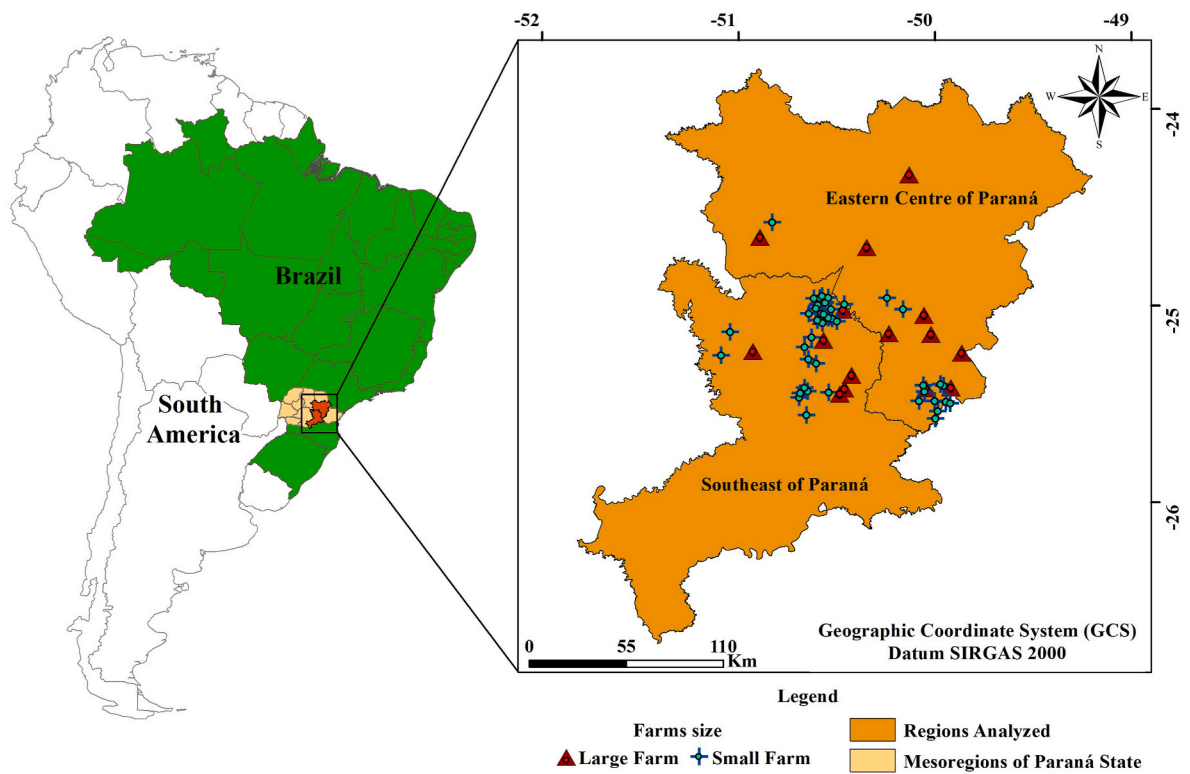 -52
-51
-50
-49
N
W
E
S
-24
-25
-26
Eastern Centre of Paraná
Brazil
South
America
Southeast of Paraná
Geographic Coordinate System (GCS)
Datum SIRGAS 2000
0
55
110
Km
Legend
Farms size
Large Farm
Small Farm
Regions Analyzed
Mesoregions of Paraná State